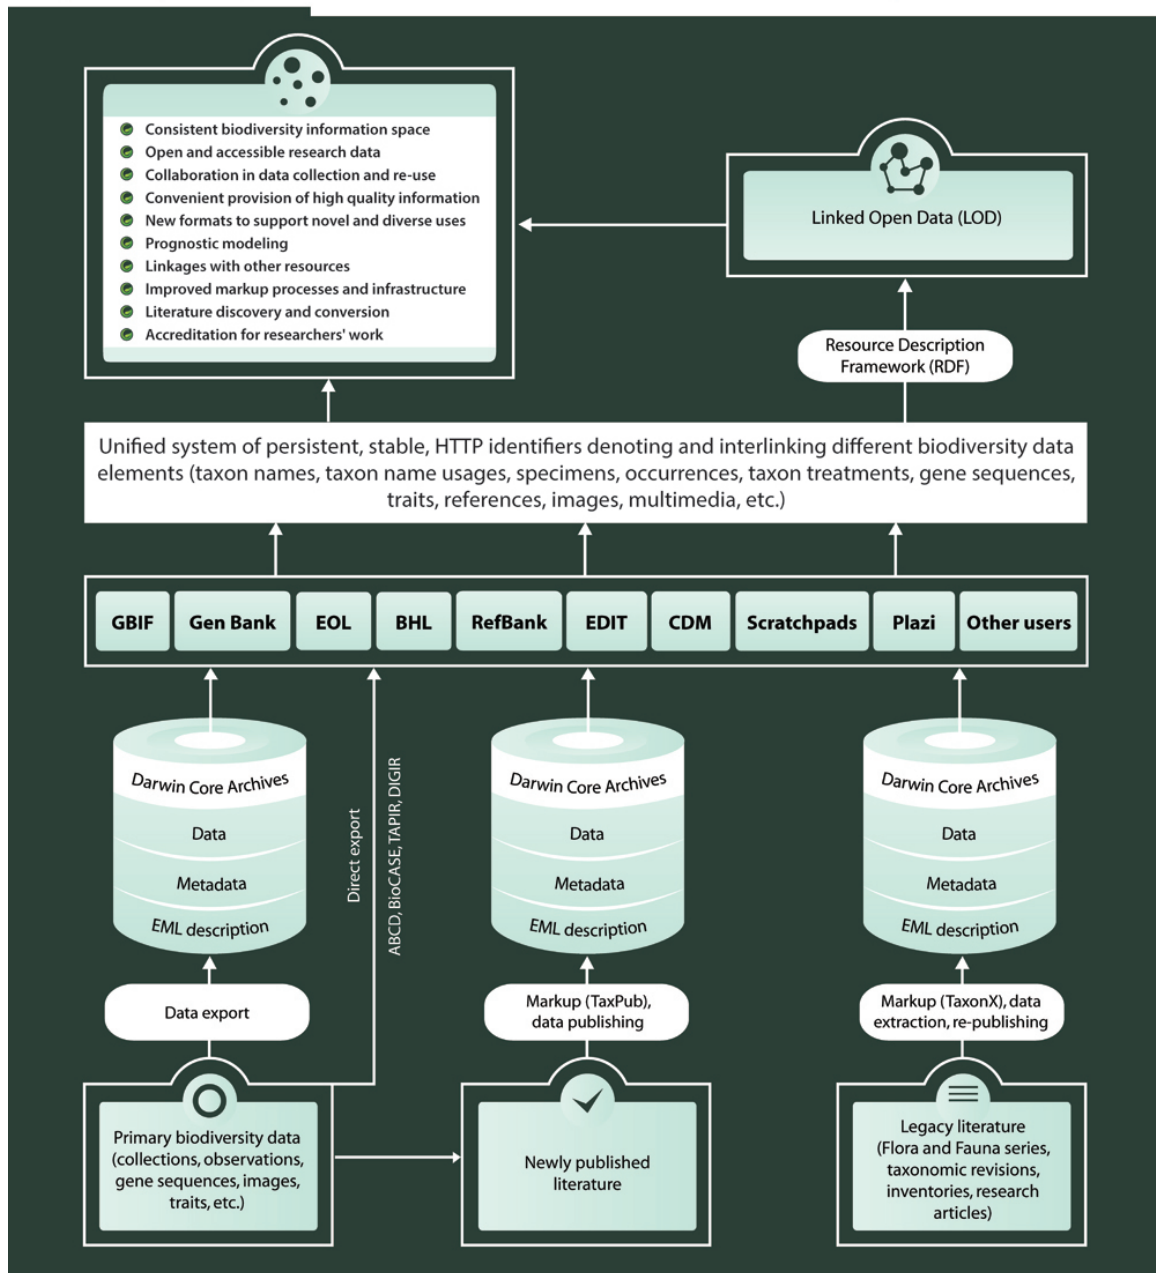 Consistent biodiversity information space
Open and accessible research data
Collaboration in data collection and re-use
Convenient provision of high quality information
New formats to support novel and diverse uses
Prognostic modeling
Linkages with other resources
Improved markup processes and infrastructure
Literature discovery and conversion
Accreditation for researchers' work
Linked Open Data (LOD)
Resource Description
Framework (RDF)
Unified system of persistent, stable, HTTP identifiers denoting and interlinking different biodiversity data
elements (taxon names, taxon name usages, specimens, occurrences, taxon treatments, gene sequences,
traits, references, images, multimedia, etc.)
GBIF
Gen Bank
EOL
BHL
RefBank
EDIT
CDM
Scratchpads
Plazi
Other users
Darwin Core Archives
Data
Metadata
EML description
Direct export
ABCD, BioCASE, TAPIR, DIGIR
Darwin Core Archives
Data
Metadata
EML description
Darwin Core Archives
Data
Metadata
EML description
Data export
Markup (TaxPub),
data publishing
Markup (TaxonX), data
extraction, re-publishing
Primary biodiversity data
(collections, observations,
gene sequences, images,
traits, etc.)
Newly published
literature
Legacy literature
(Flora and Fauna series,
taxonomic revisions,
inventories, research
articles)